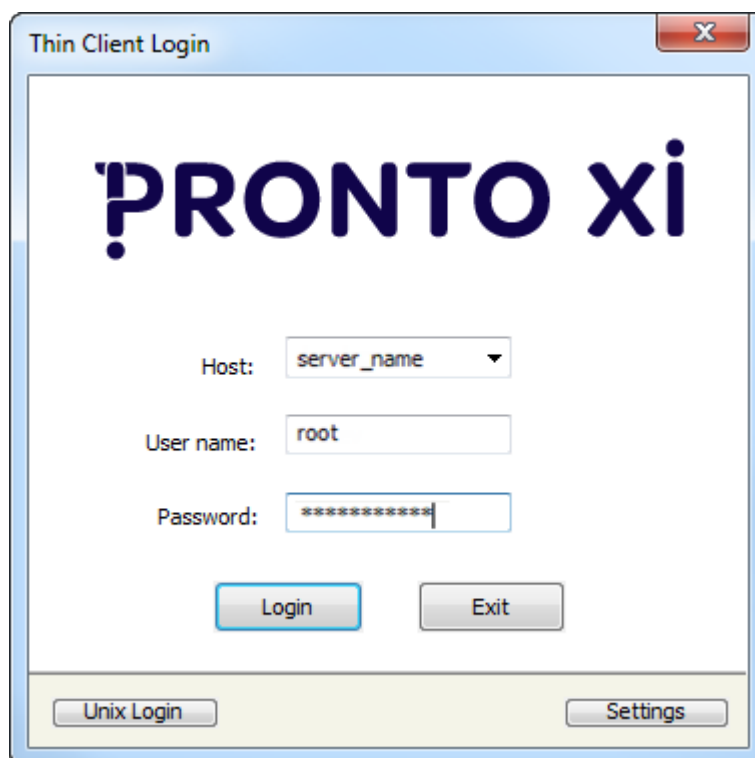 Thin Client Login
PRONTO Xi
Host: server_name
User name: root
Password: ***********
Login Exit
Unix Login Settings